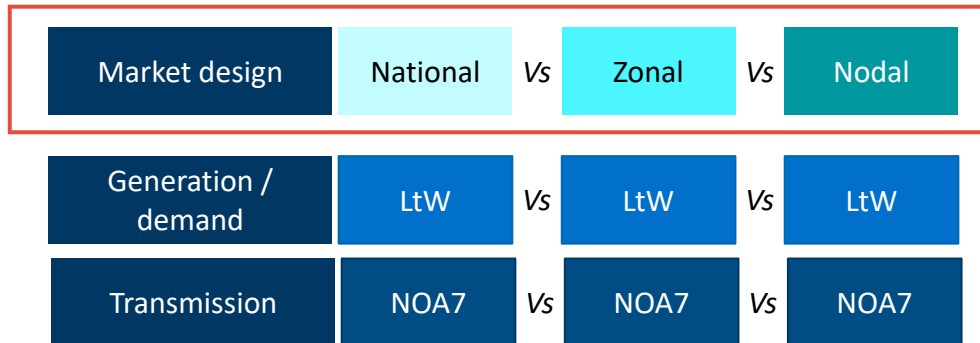 Market design National Vs Zonal Vs Nodal
Generation /
demand
LtW Vs LtW Vs LtW
Transmission NOA7 Vs NOA7 Vs NOA7